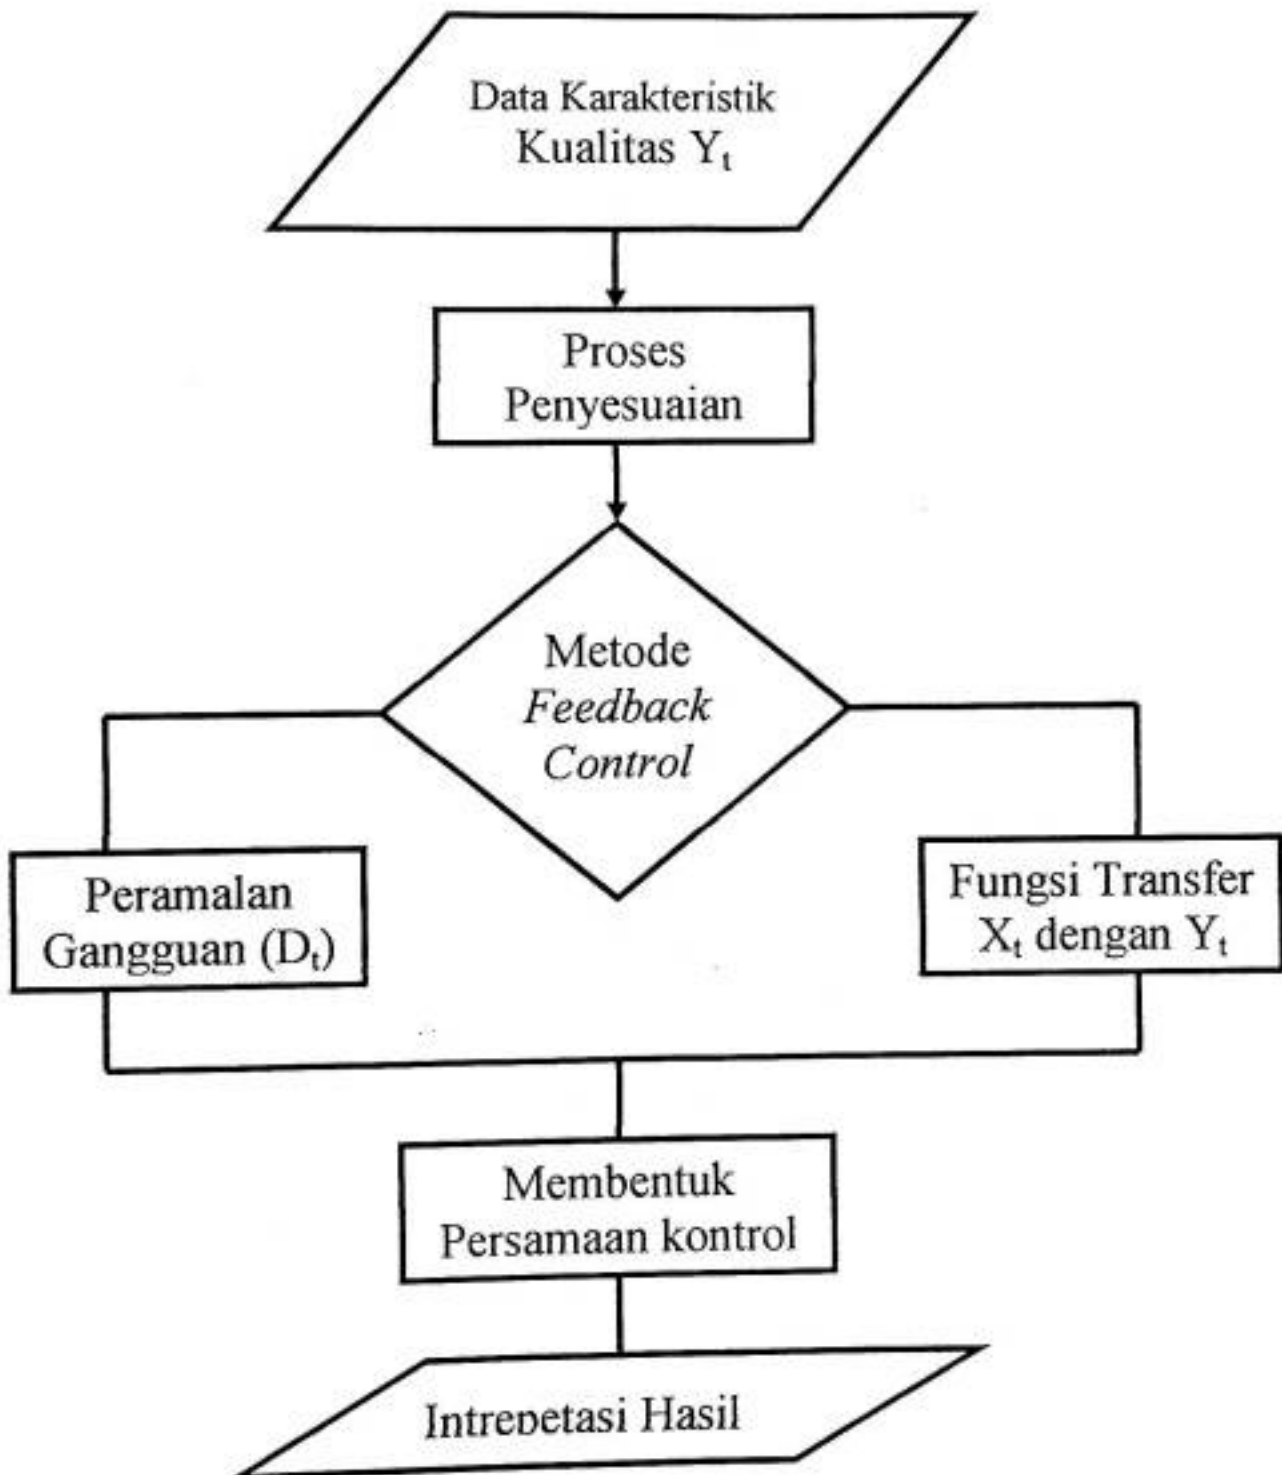 Data Karakteristik
Kualitas Yₜ
Proses
Penyesuaian
Metode
Feedback
Control
Peramalan
Gangguan (Dₜ)
Fungsi Transfer
Xₜ dengan Yₜ
Membentuk
Persamaan kontrol
Intrepetasi Hasil